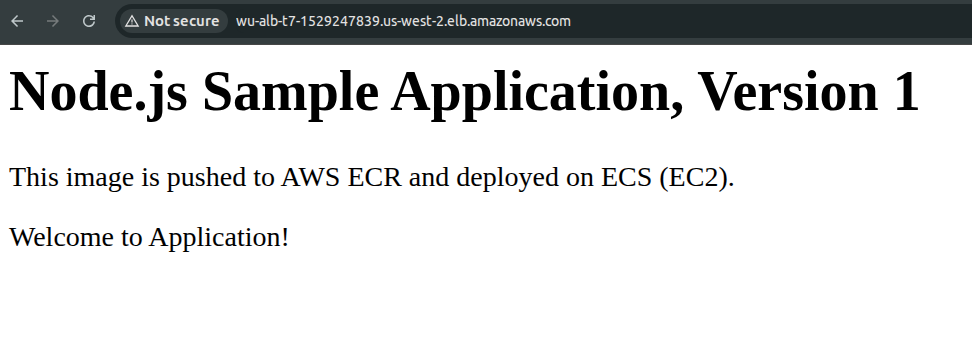 Not secure wu-alb-t7-1529247839.us-west-2.elb.amazonaws.com
Node.js Sample Application, Version 1
This image is pushed to AWS ECR and deployed on ECS (EC2).
Welcome to Application!